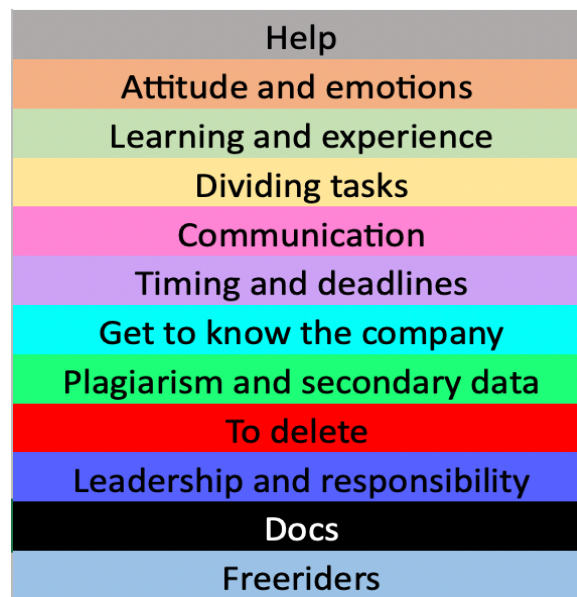 Help
Attitude and emotions
Learning and experience
Dividing tasks
Communication
Timing and deadlines
Get to know the company
Plagiarism and secondary data
To delete
Leadership and responsibility
Docs
Freeriders